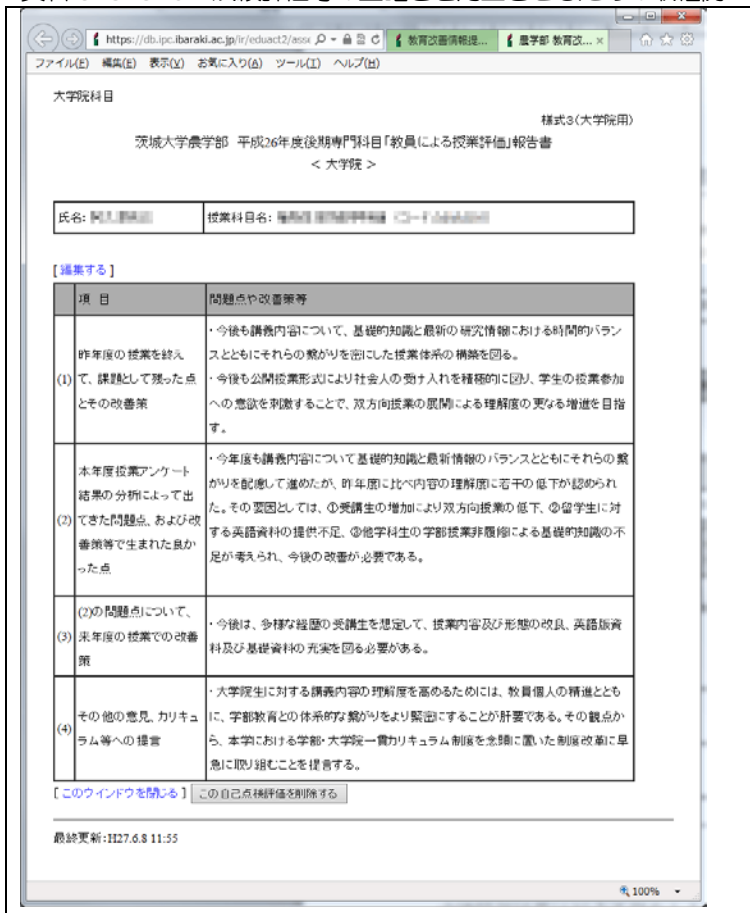 https://db.ipc.ibaraki.ac.jp/ir/eduact2/asse
教育改善情報提...
農学部 教育改... ×
ファイル(F) 編集(E) 表示(V) お気に入り(A) ツール(T) ヘルプ(H)
大学院科目
様式3(大学院用)
茨城大学農学部 平成26年度後期専門科目「教員による授業評価」報告書
< 大学院 >
氏名:
授業科目名:
[編集する]
項 目 問題点や改善策等
(1) 昨年度の授業を終え
て、課題として残った点
とその改善策
・今後も講義内容について、基礎的知識と最新の研究情報における時間的バラン
スとともにそれらの繋がりを密にした授業体系の構築を図る。
・今後も公開授業形式により社会人の受け入れを積極的に図り、学生の授業参加
への意欲を刺激することで、双方向授業の展開による理解度の更なる増進を目指
す。
(2) 本年度授業アンケート
結果の分析によって出
てきた問題点、および改
善策等で生まれた良か
った点
・今年度も講義内容について基礎的知識と最新情報のバランスとともにそれらの繋
がりを配慮して進めたが、昨年度に比べ内容の理解度に若干の低下が認められ
た。その要因としては、①受講生の増加により双方向授業の低下、②留学生に対
する英語資料の提供不足、③他学科生の学部授業非履修による基礎的知識の不
足が考えられ、今後の改善が必要である。
(3) (2)の問題点について、
来年度の授業での改善
策
・今後は、多様な経歴の受講生を想定して、授業内容及び形態の改良、英語版資
料及び基礎資料の充実を図る必要がある。
(4) その他の意見、カリキュ
ラム等への提言
・大学院生に対する講義内容の理解度を高めるためには、教員個人の精進ととも
に、学部教育との体系的な繋がりをより緊密にすることが肝要である。その観点か
ら、本学における学部・大学院一貫カリキュラム制度を念頭に置いた制度改革に早
急に取り組むことを提言する。
[このウインドウを閉じる] この自己点検評価を削除する
最終更新:H27.6.8 11:55
100%